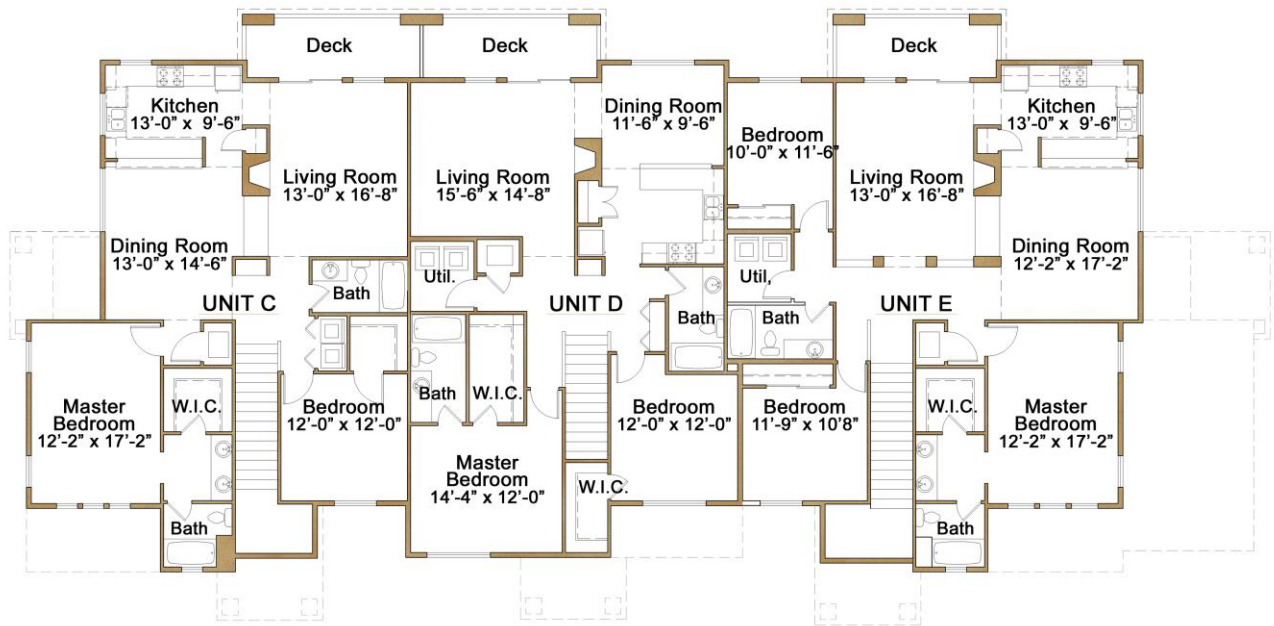 Deck
Deck
Deck
Kitchen
13'-0" x 9'-6"
Living Room
13'-0" x 16'-8"
Dining Room
13'-0" x 14'-6"
UNIT C
Bath
Master
Bedroom
12'-2" x 17'-2"
W.I.C.
Bath
Bedroom
12'-0" x 12'-0"
Living Room
15'-6" x 14'-8"
Dining Room
11'-6" x 9'-6"
Util.
UNIT D
Bath
Bath
W.I.C.
Master
Bedroom
14'-4" x 12'-0"
W.I.C.
Bedroom
12'-0" x 12'-0"
Bedroom
10'-0" x 11'-6"
Living Room
13'-0" x 16'-8"
Kitchen
13'-0" x 9'-6"
Dining Room
12'-2" x 17'-2"
Util,
UNIT E
Bath
Bedroom
11'-9" x 10'8"
W.I.C.
Master
Bedroom
12'-2" x 17'-2"
Bath